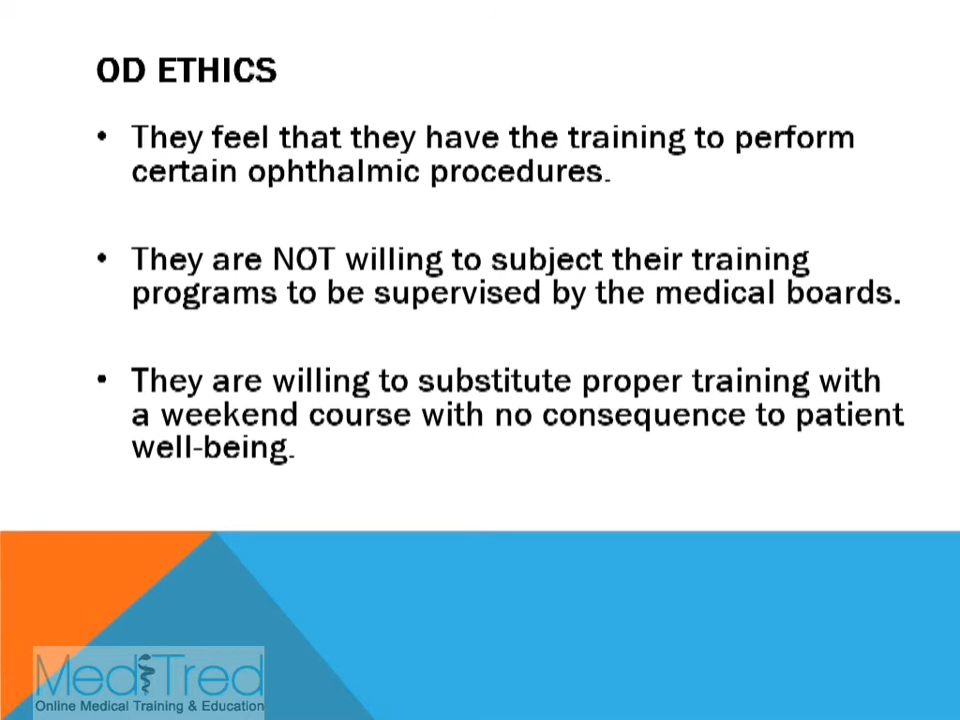 OD ETHICS
• They feel that they have the training to perform
certain ophthalmic procedures.
• They are NOT willing to subject their training
programs to be supervised by the medical boards.
• They are willing to substitute proper training with
a weekend course with no consequence to patient
well-being.
MediTred
Online Medical Training & Education